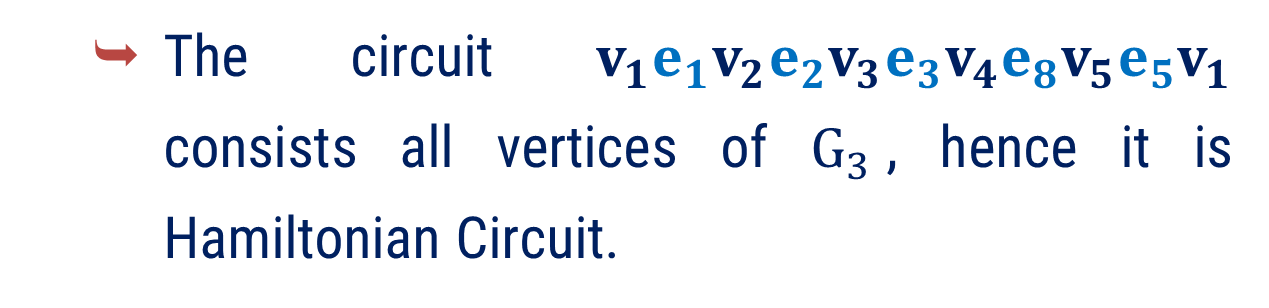 The circuit v₁e₁v₂e₂v₃e₃v₄e₈v₅e₅v₁
consists all vertices of G₃ , hence it is
Hamiltonian Circuit.